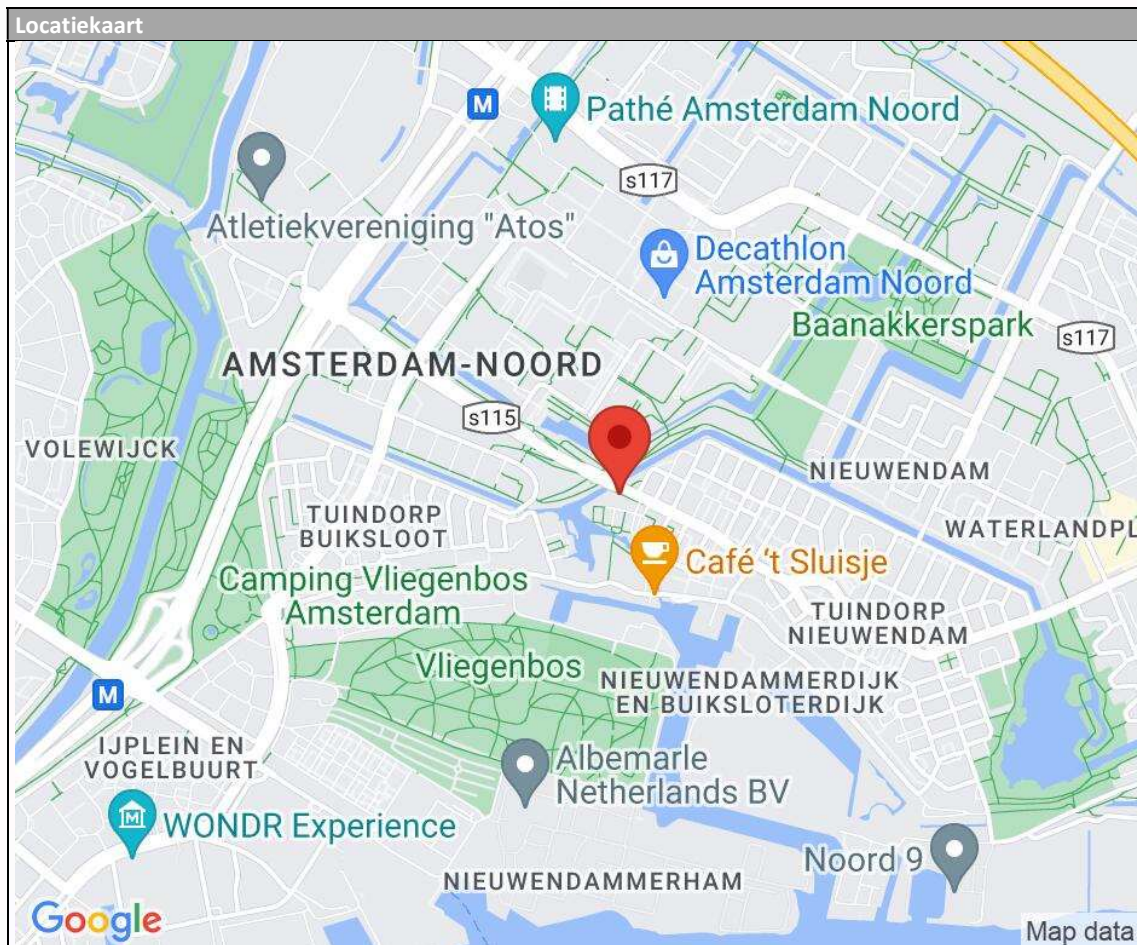 Locatiekaart
M
Pathé Amsterdam Noord
s117
Atletiekvereniging "Atos"
Decathlon
Amsterdam Noord
Baanakkerspark
s117
AMSTERDAM-NOORD
s115
VOLEWIJCK
NIEUWENDAM
TUINDORP
BUIKSLOOT
WATERLANDPL
Café ‘t Sluisje
Camping Vliegenbos
Amsterdam
TUINDORP
NIEUWENDAM
Vliegenbos
NIEUWENDAMMERDIJK
EN BUIKSLOTERDIJK
M
IJPLEIN EN
VOGELBUURT
Albemarle
Netherlands BV
M
WONDR Experience
Noord 9
NIEUWENDAMMERHAM
Google
Map data